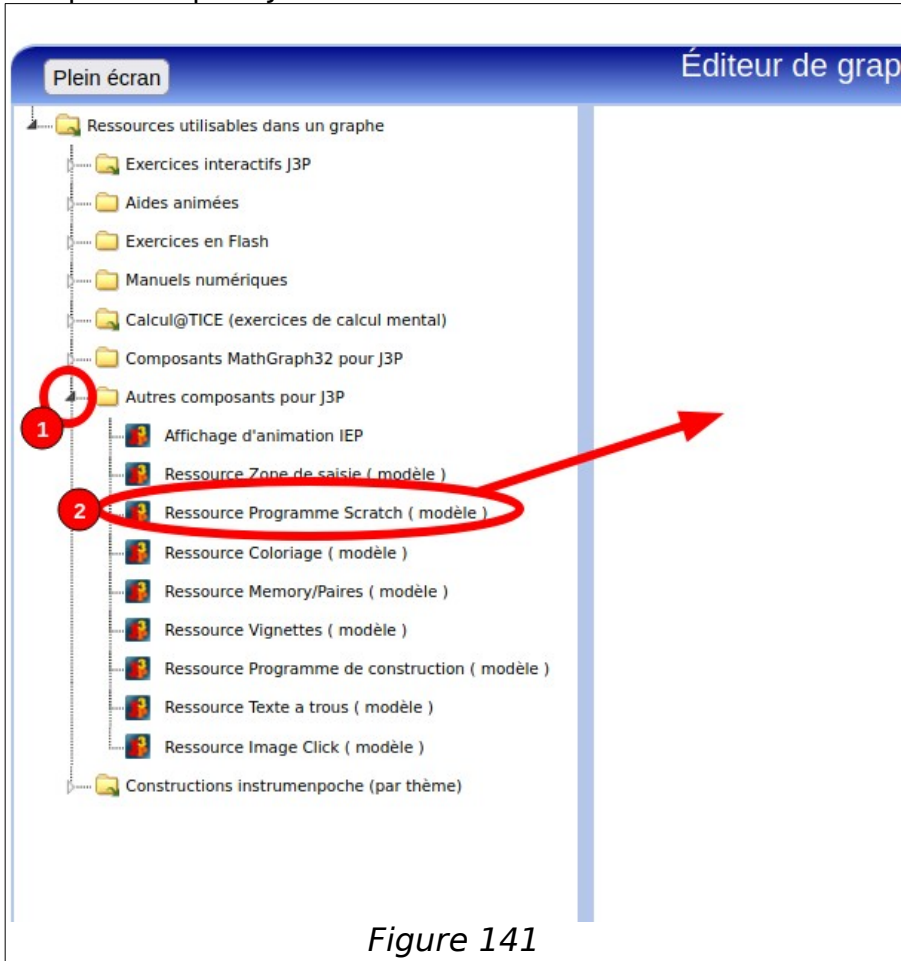 Plein écran
Éditeur de grap
Ressources utilisables dans un graphe
Exercices interactifs J3P
Aides animées
Exercices en Flash
Manuels numériques
Calcul@TICE (exercices de calcul mental)
Composants MathGraph32 pour J3P
Autres composants pour J3P
1
Affichage d'animation IEP
Ressource Zone de saisie ( modèle )
2
Ressource Programme Scratch ( modèle )
Ressource Coloriage ( modèle )
Ressource Memory/Paires ( modèle )
Ressource Vignettes ( modèle )
Ressource Programme de construction ( modèle )
Ressource Texte a trous ( modèle )
Ressource Image Click ( modèle )
Constructions instrumenpoche (par thème)
Figure 141